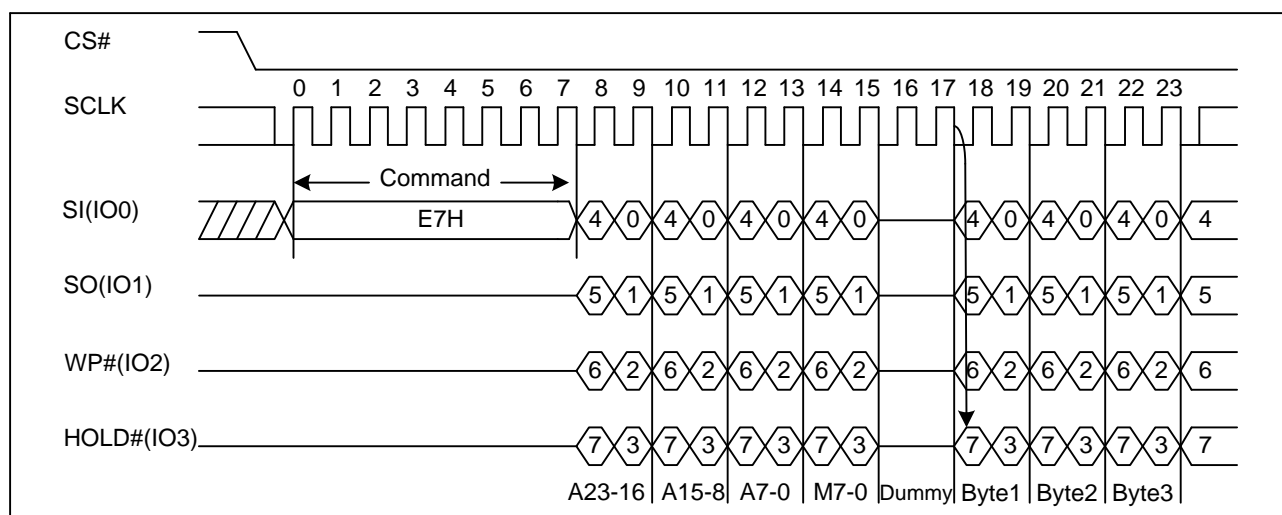 CS#
0 1 2 3 4 5 6 7 8 9 10 11 12 13 14 15 16 17 18 19 20 21 22 23
SCLK
Command
SI(IO0) E7H 4 0 4 0 4 0 4 0 4 0 4 0 4 0 4
SO(IO1) 5 1 5 1 5 1 5 1 5 1 5 1 5 1 5
WP#(IO2) 6 2 6 2 6 2 6 2 6 2 6 2 6 2 6
HOLD#(IO3) 7 3 7 3 7 3 7 3 7 3 7 3 7 3 7
A23-16 A15-8 A7-0 M7-0 Dummy Byte1 Byte2 Byte3